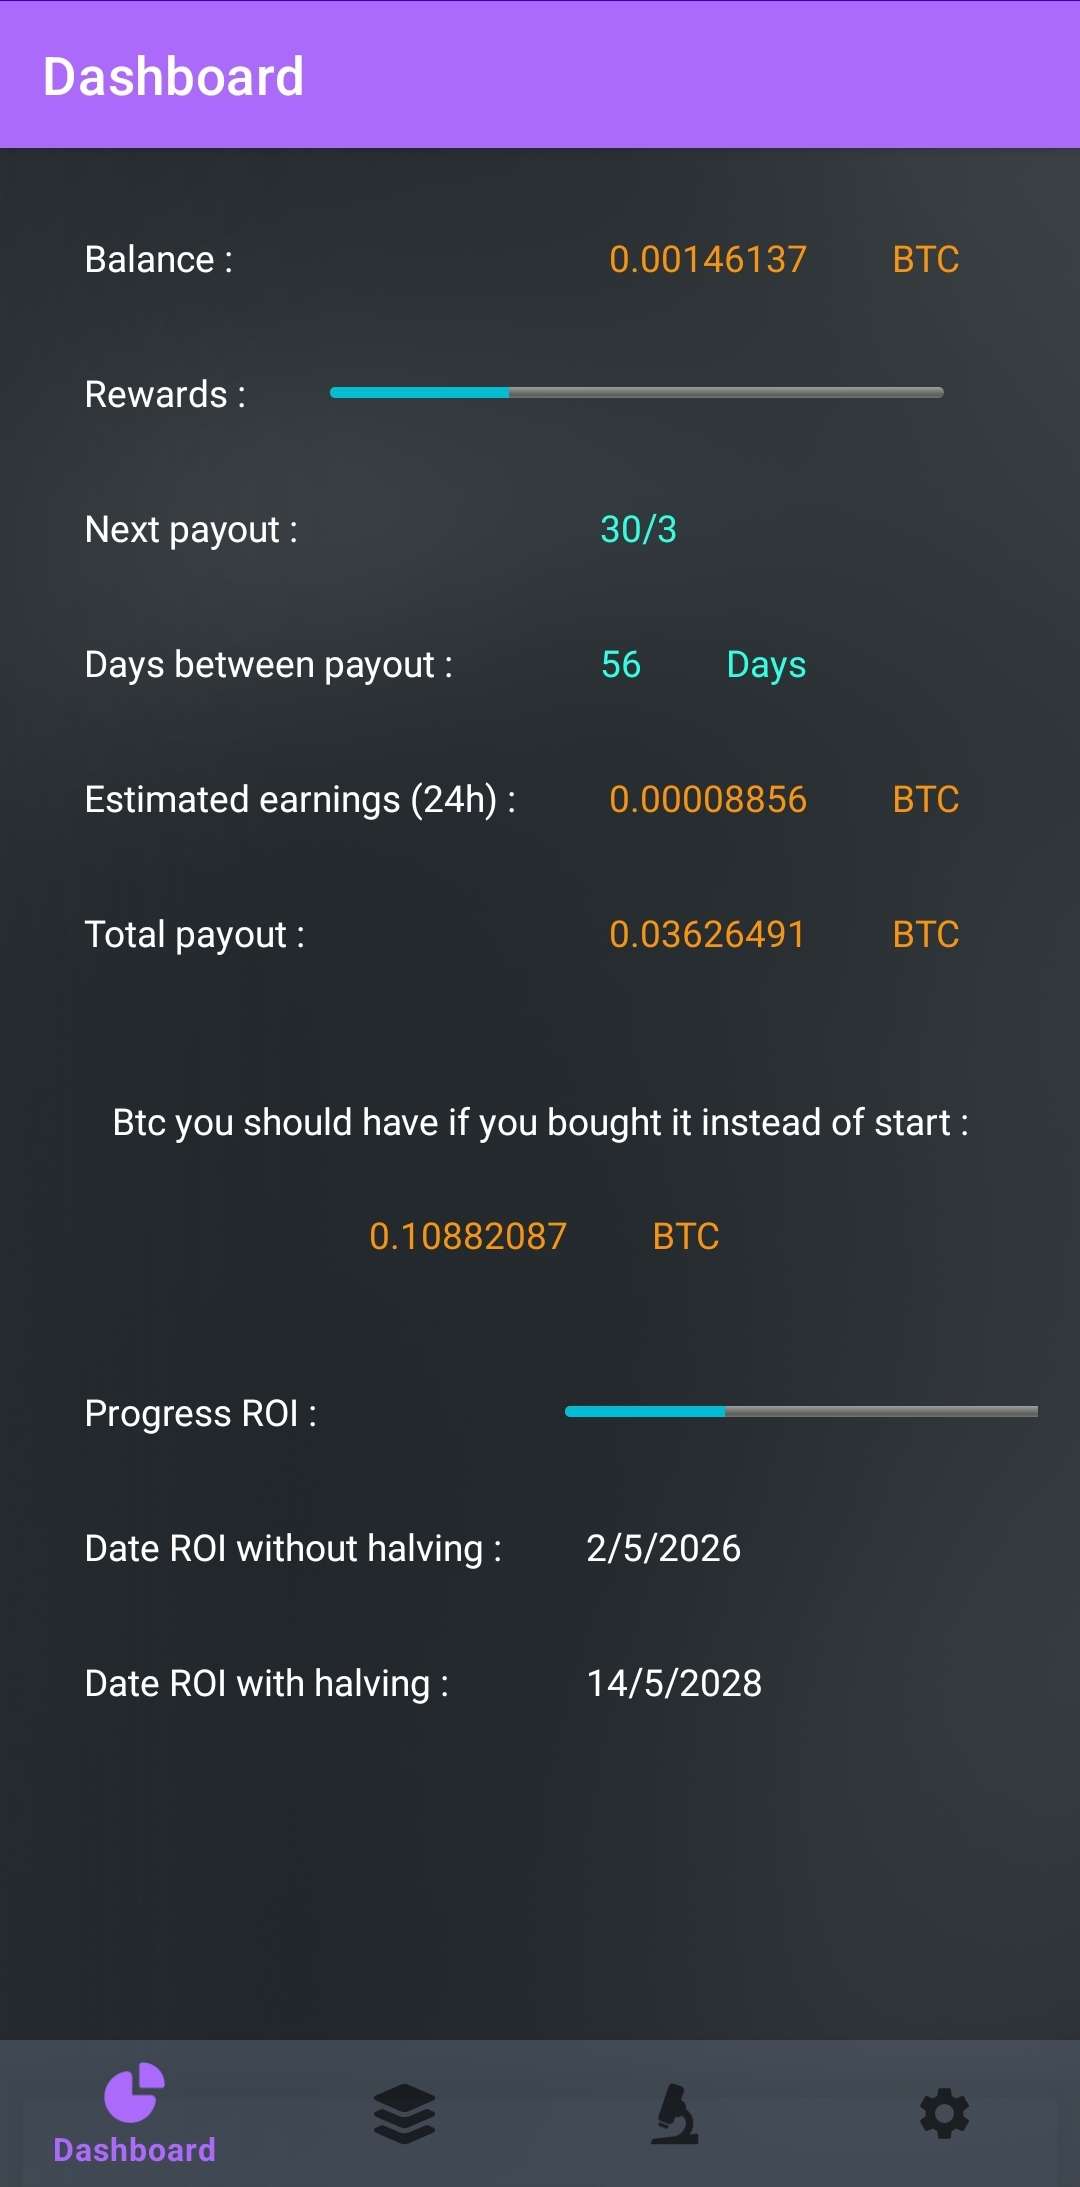 Dashboard
Balance : 0.00146137 BTC
Rewards :
Next payout : 30/3
Days between payout : 56 Days
Estimated earnings (24h) : 0.00008856 BTC
Total payout : 0.03626491 BTC
Btc you should have if you bought it instead of start :
0.10882087 BTC
Progress ROI :
Date ROI without halving : 2/5/2026
Date ROI with halving : 14/5/2028
Dashboard